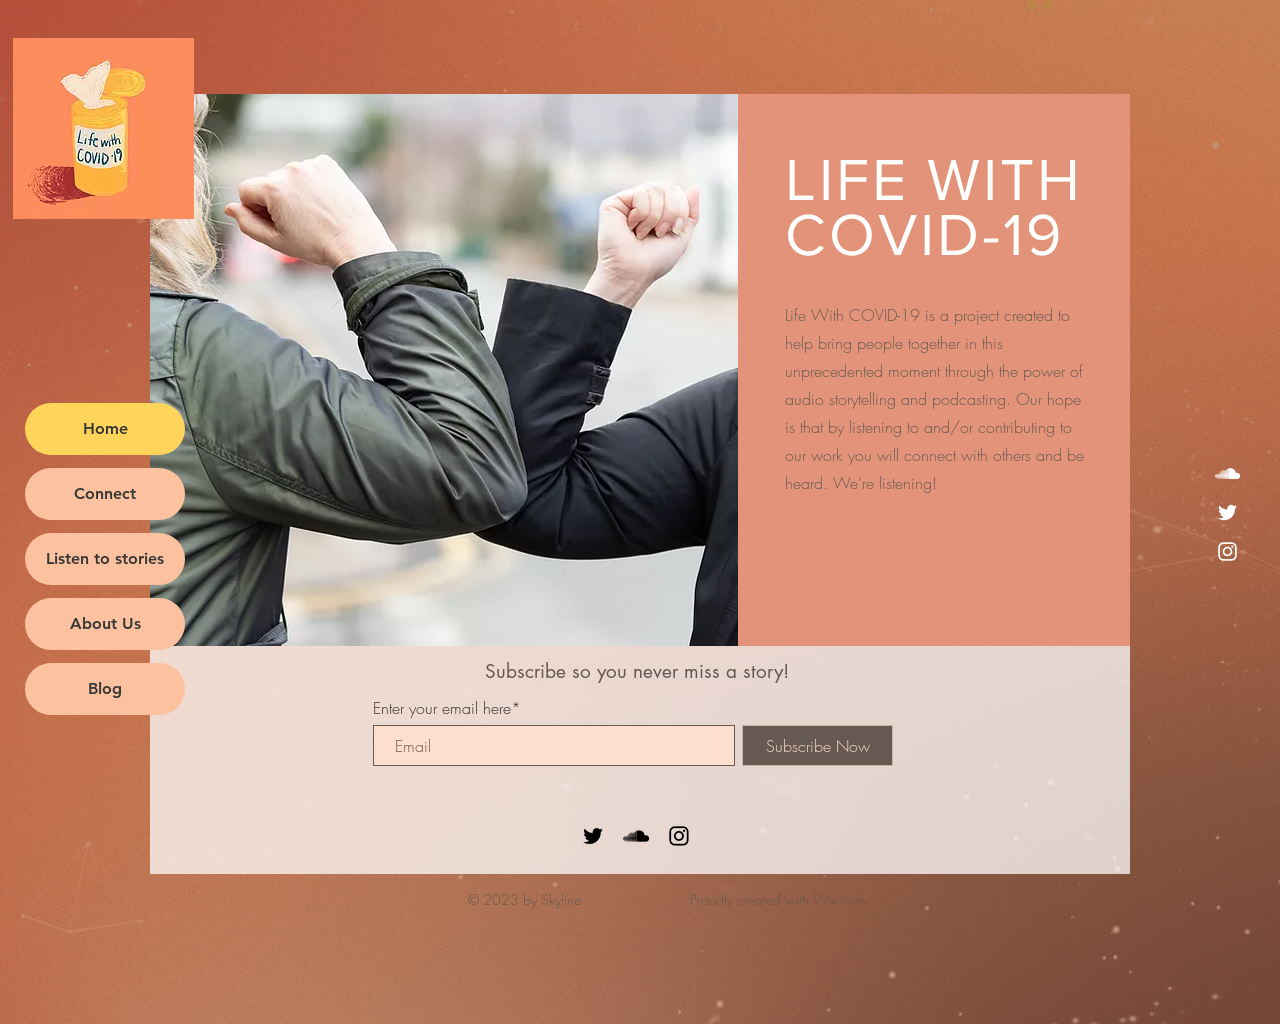 Life with
COVID-19
LIFE WITH
COVID-19
Life With COVID-19 is a project created to
help bring people together in this
unprecedented moment through the power of
audio storytelling and podcasting. Our hope
is that by listening to and/or contributing to
our work you will connect with others and be
heard. We’re listening!
Home
Connect
Listen to stories
About Us
Blog
Subscribe so you never miss a story!
Enter your email here*
Email
Subscribe Now
© 2023 by Skyline
Proudly created with Wix.com